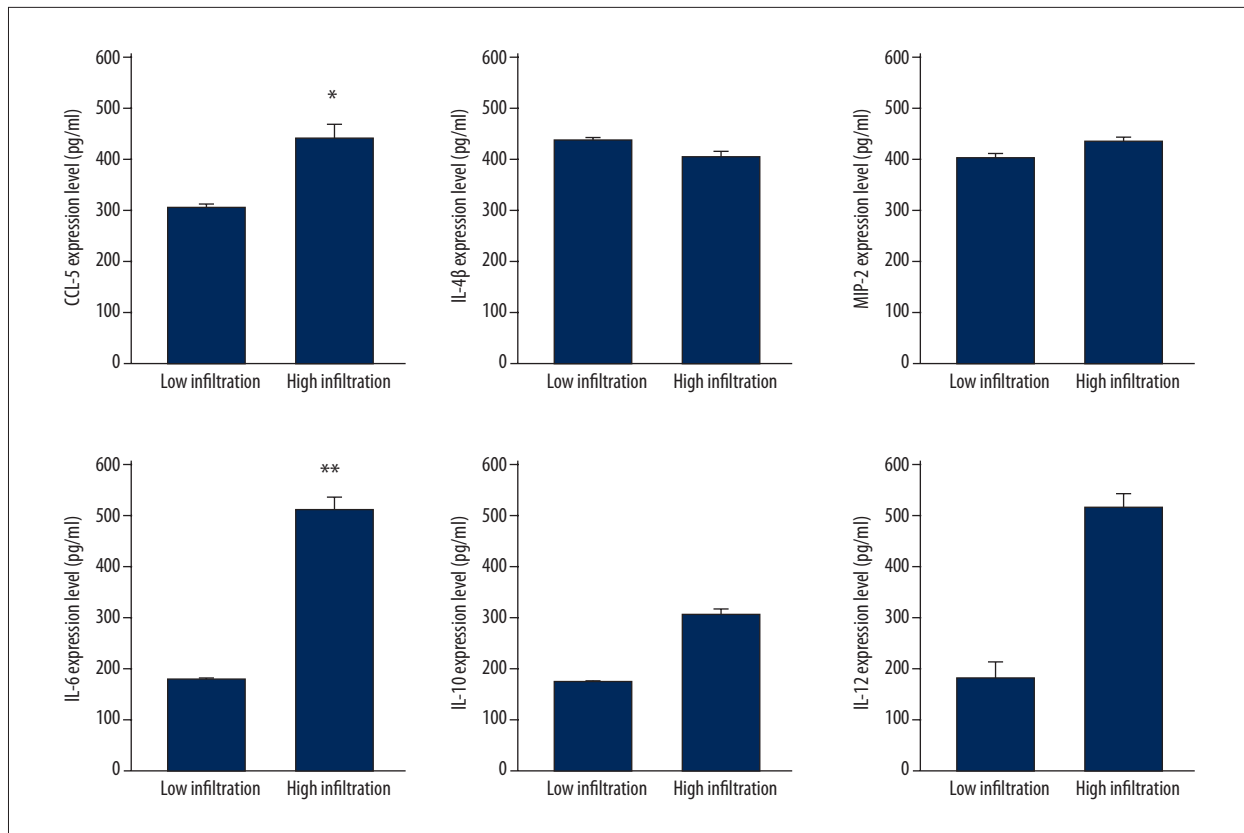 CCL-5 expression level (pg/ml)
600
500
400
300
200
100
0
*
Low infiltration
High infiltration
IL-4β expression level (pg/ml)
600
500
400
300
200
100
0
Low infiltration
High infiltration
MIP-2 expression level (pg/ml)
600
500
400
300
200
100
0
Low infiltration
High infiltration
IL-6 expression level (pg/ml)
600
500
400
300
200
100
0
**
Low infiltration
High infiltration
IL-10 expression level (pg/ml)
600
500
400
300
200
100
0
Low infiltration
High infiltration
IL-12 expression level (pg/ml)
600
500
400
300
200
100
0
Low infiltration
High infiltration